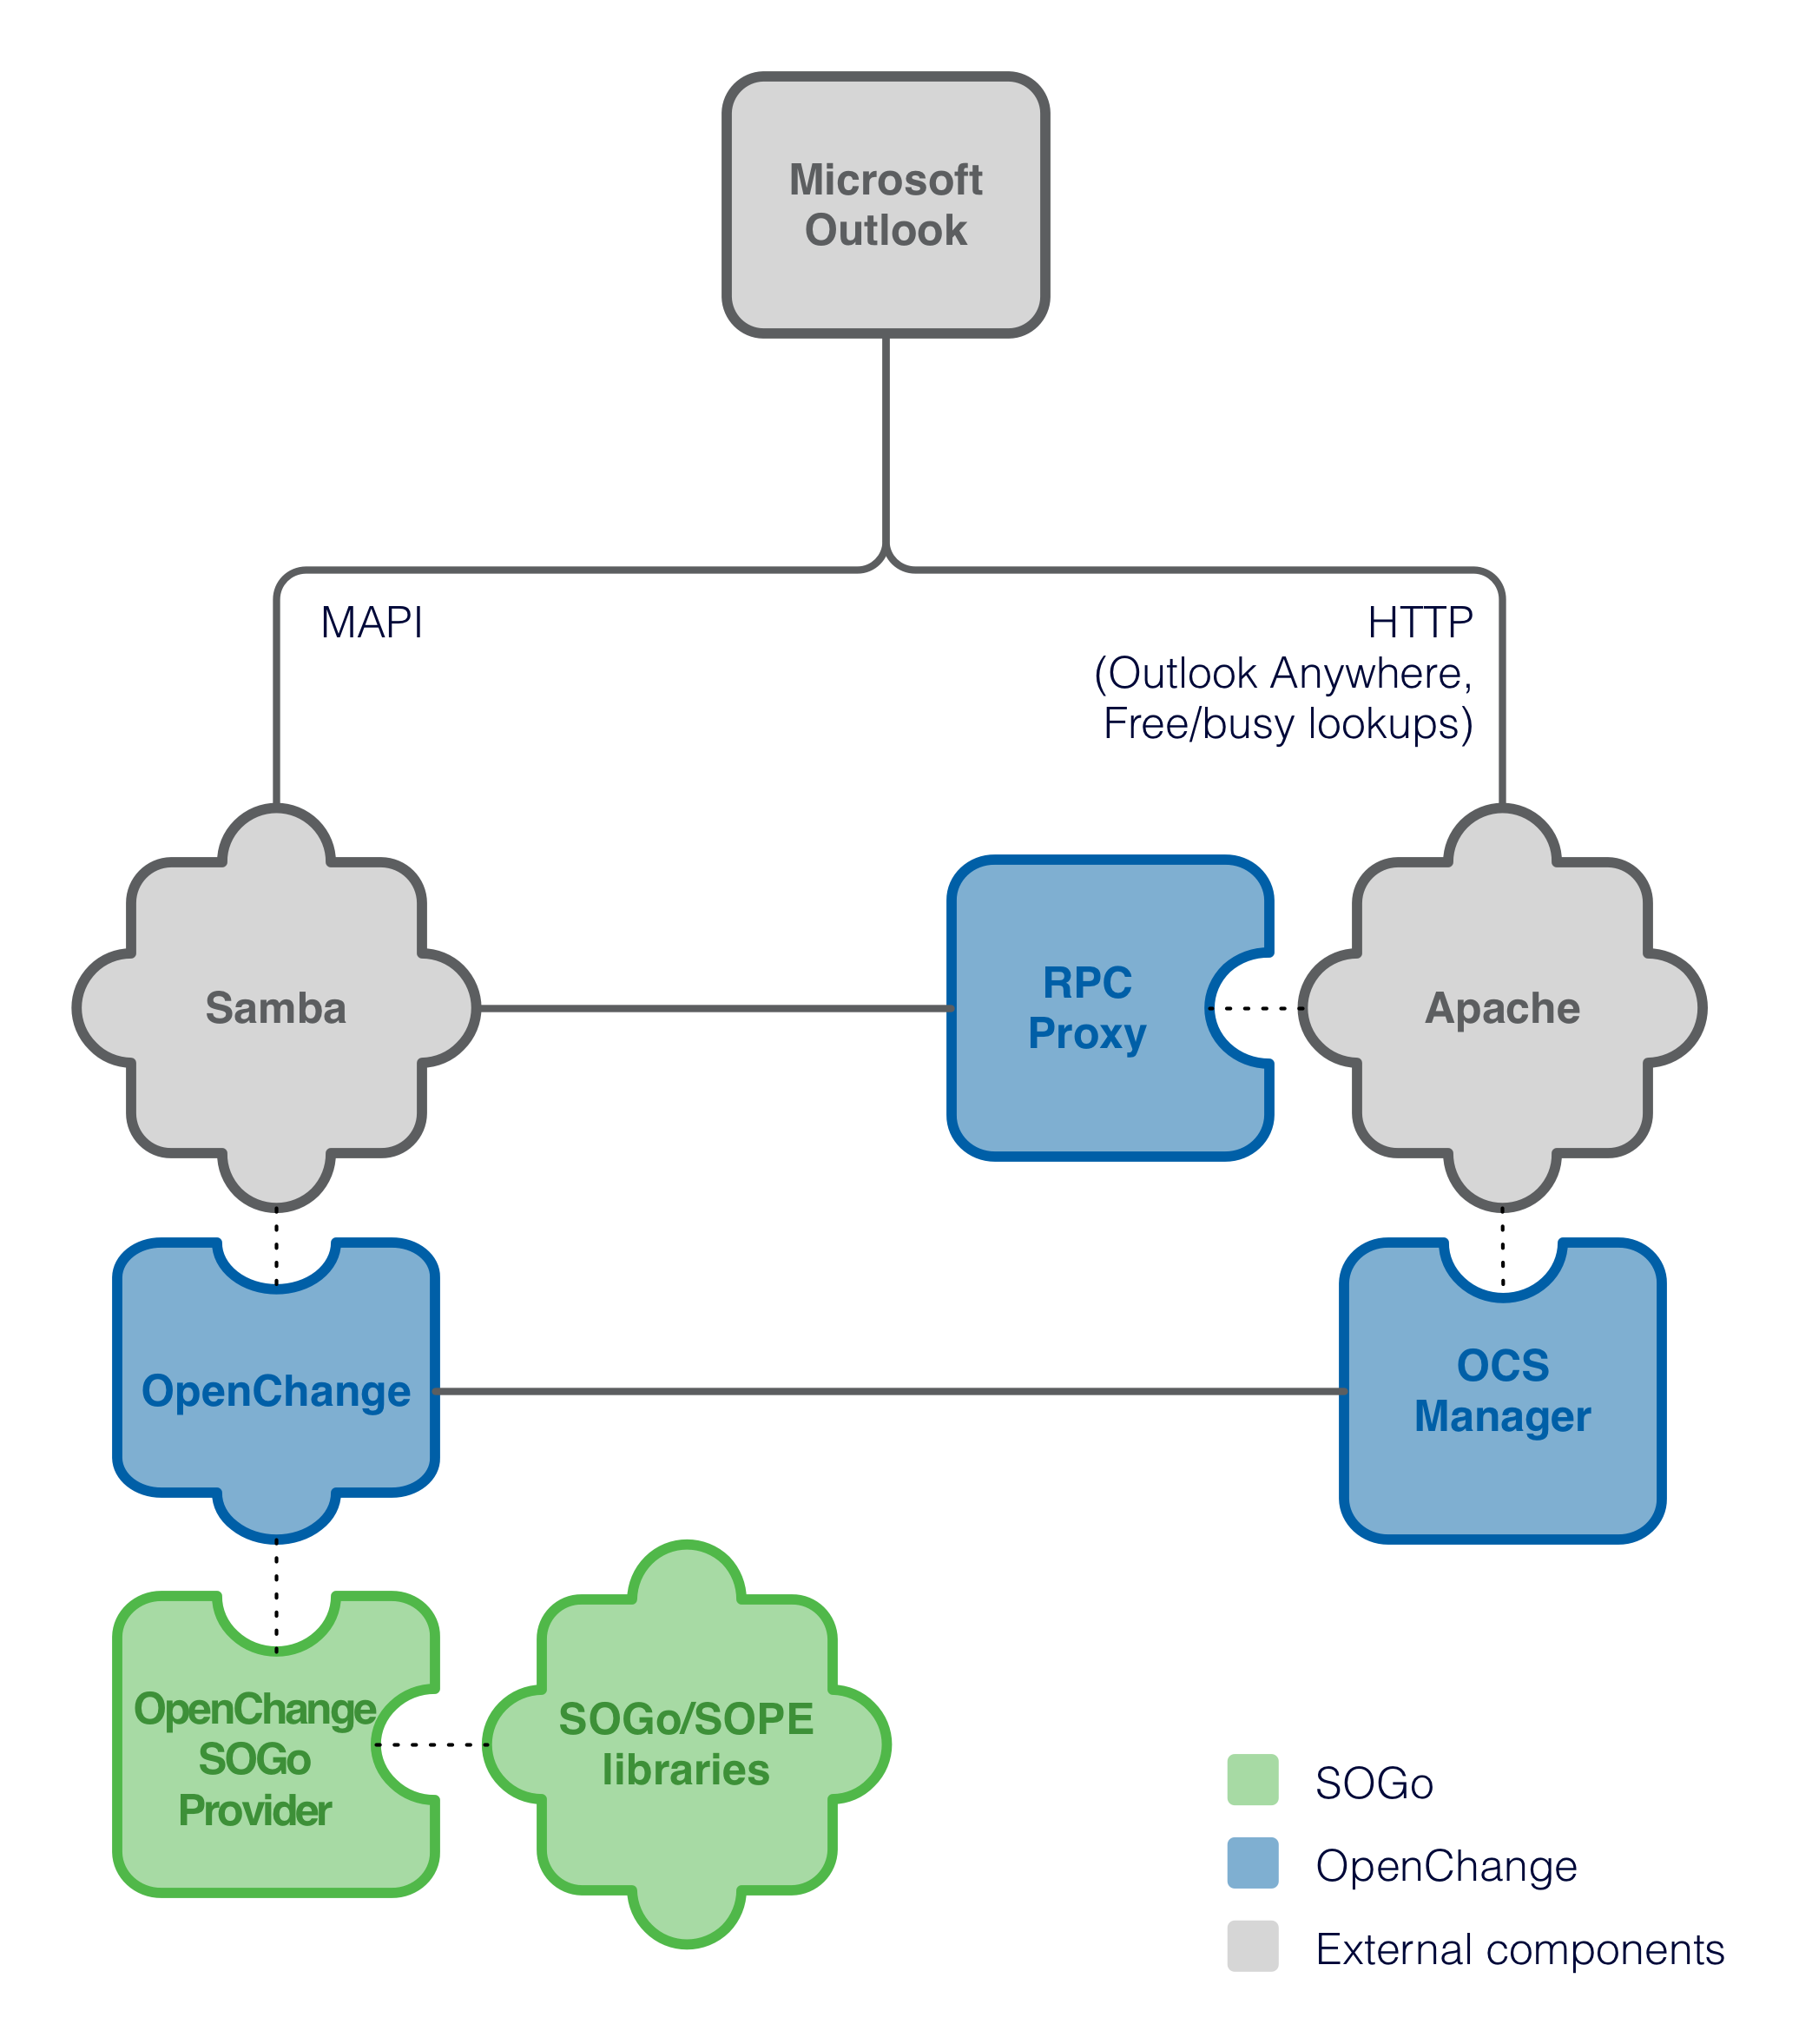 Microsoft
Outlook
MAPI
HTTP
(Outlook Anywhere,
Free/busy lookups)
Samba
RPC
Proxy
Apache
OpenChange
OCS
Manager
OpenChange
SOGo
Provider
SOGo/SOPE
libraries
SOGo
OpenChange
External components